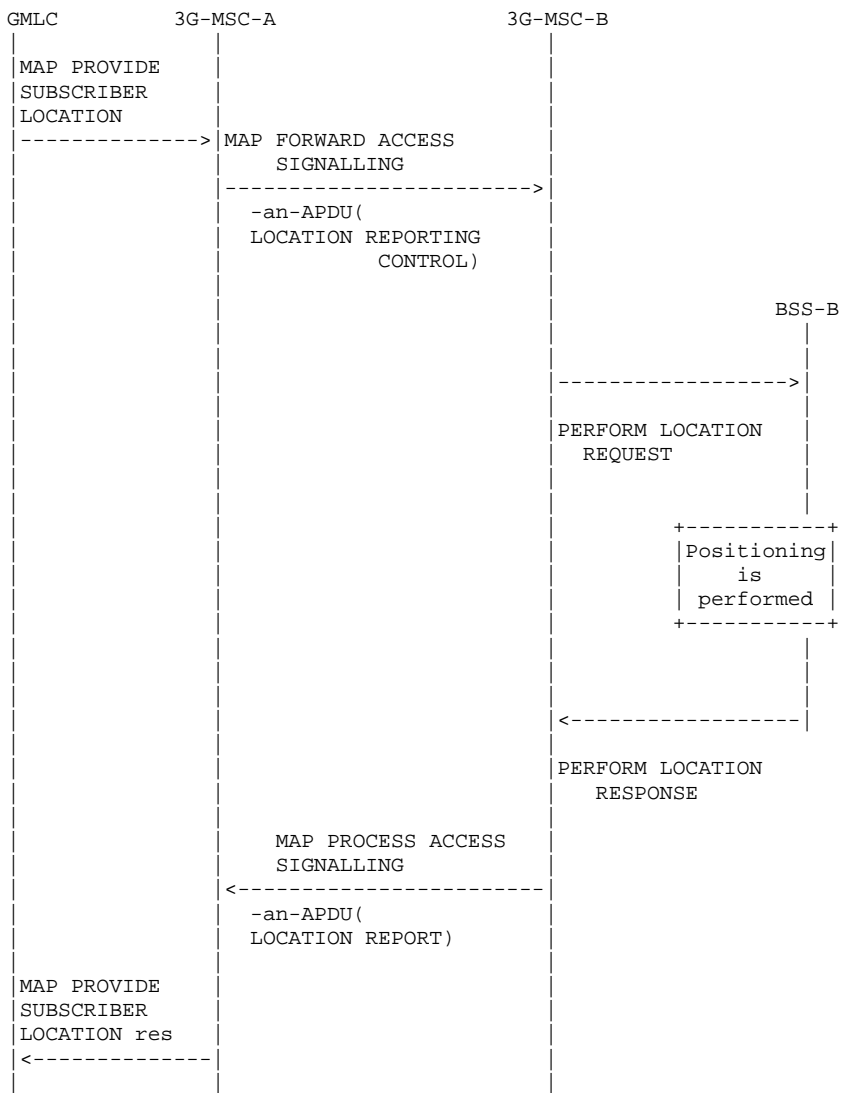 GMLC 3G-MSC-A 3G-MSC-B
MAP PROVIDE
SUBSCRIBER
LOCATION
MAP FORWARD ACCESS
SIGNALLING
-an-APDU(
LOCATION REPORTING
CONTROL)
BSS-B
PERFORM LOCATION
REQUEST
Positioning
is
performed
PERFORM LOCATION
RESPONSE
MAP PROCESS ACCESS
SIGNALLING
-an-APDU(
LOCATION REPORT)
MAP PROVIDE
SUBSCRIBER
LOCATION res